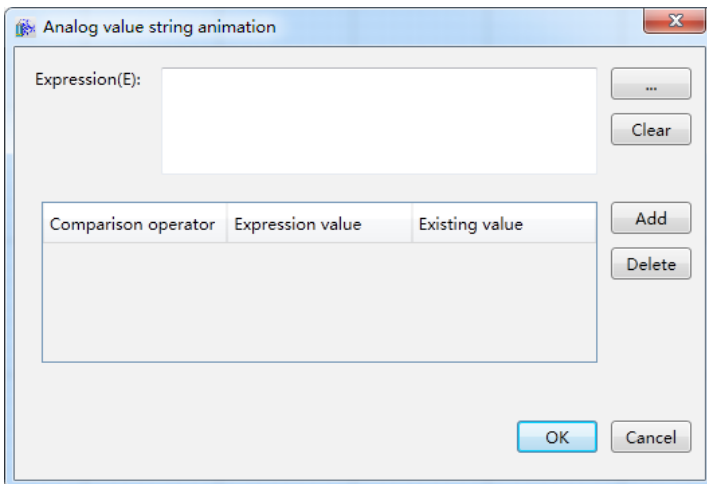 Analog value string animation
Expression(E):
...
Clear
Comparison operator Expression value Existing value
Add
Delete
OK Cancel